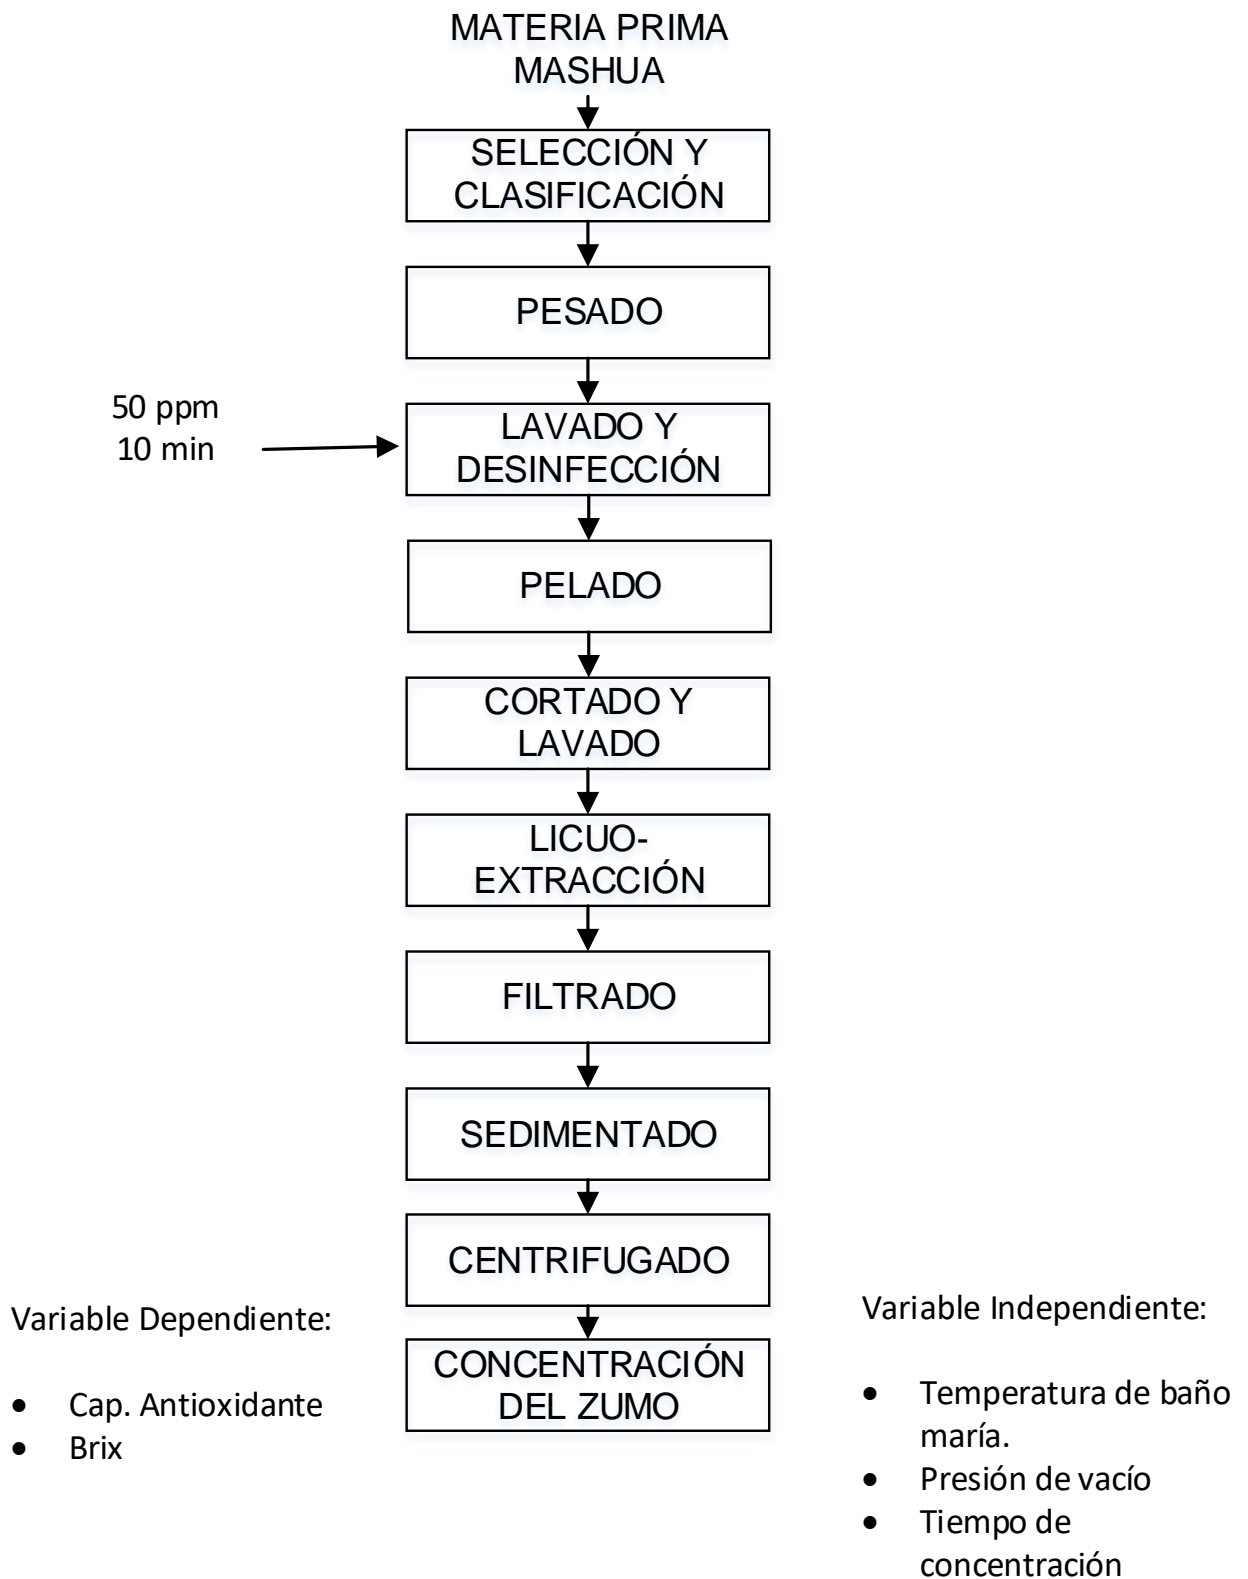 MATERIA PRIMA
MASHUA
SELECCIÓN Y
CLASIFICACIÓN
PESADO
50 ppm
10 min
LAVADO Y
DESINFECCIÓN
PELADO
CORTADO Y
LAVADO
LICUO-
EXTRACCIÓN
FILTRADO
SEDIMENTADO
CENTRIFUGADO
CONCENTRACIÓN
DEL ZUMO
Variable Dependiente:
• Cap. Antioxidante
• Brix
Variable Independiente:
• Temperatura de baño
maría.
• Presión de vacío
• Tiempo de
concentración